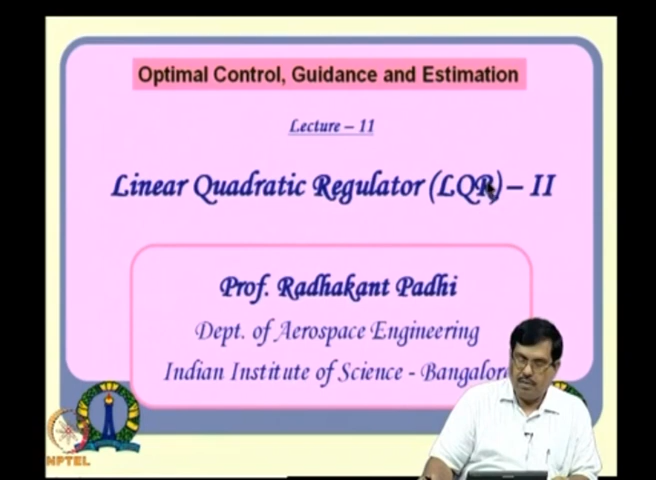 Optimal Control, Guidance and Estimation
Lecture – 11
Linear Quadratic Regulator (LQR) – II
Prof. Radhakant Padhi
Dept. of Aerospace Engineering
Indian Institute of Science - Bangalore
NPTEL